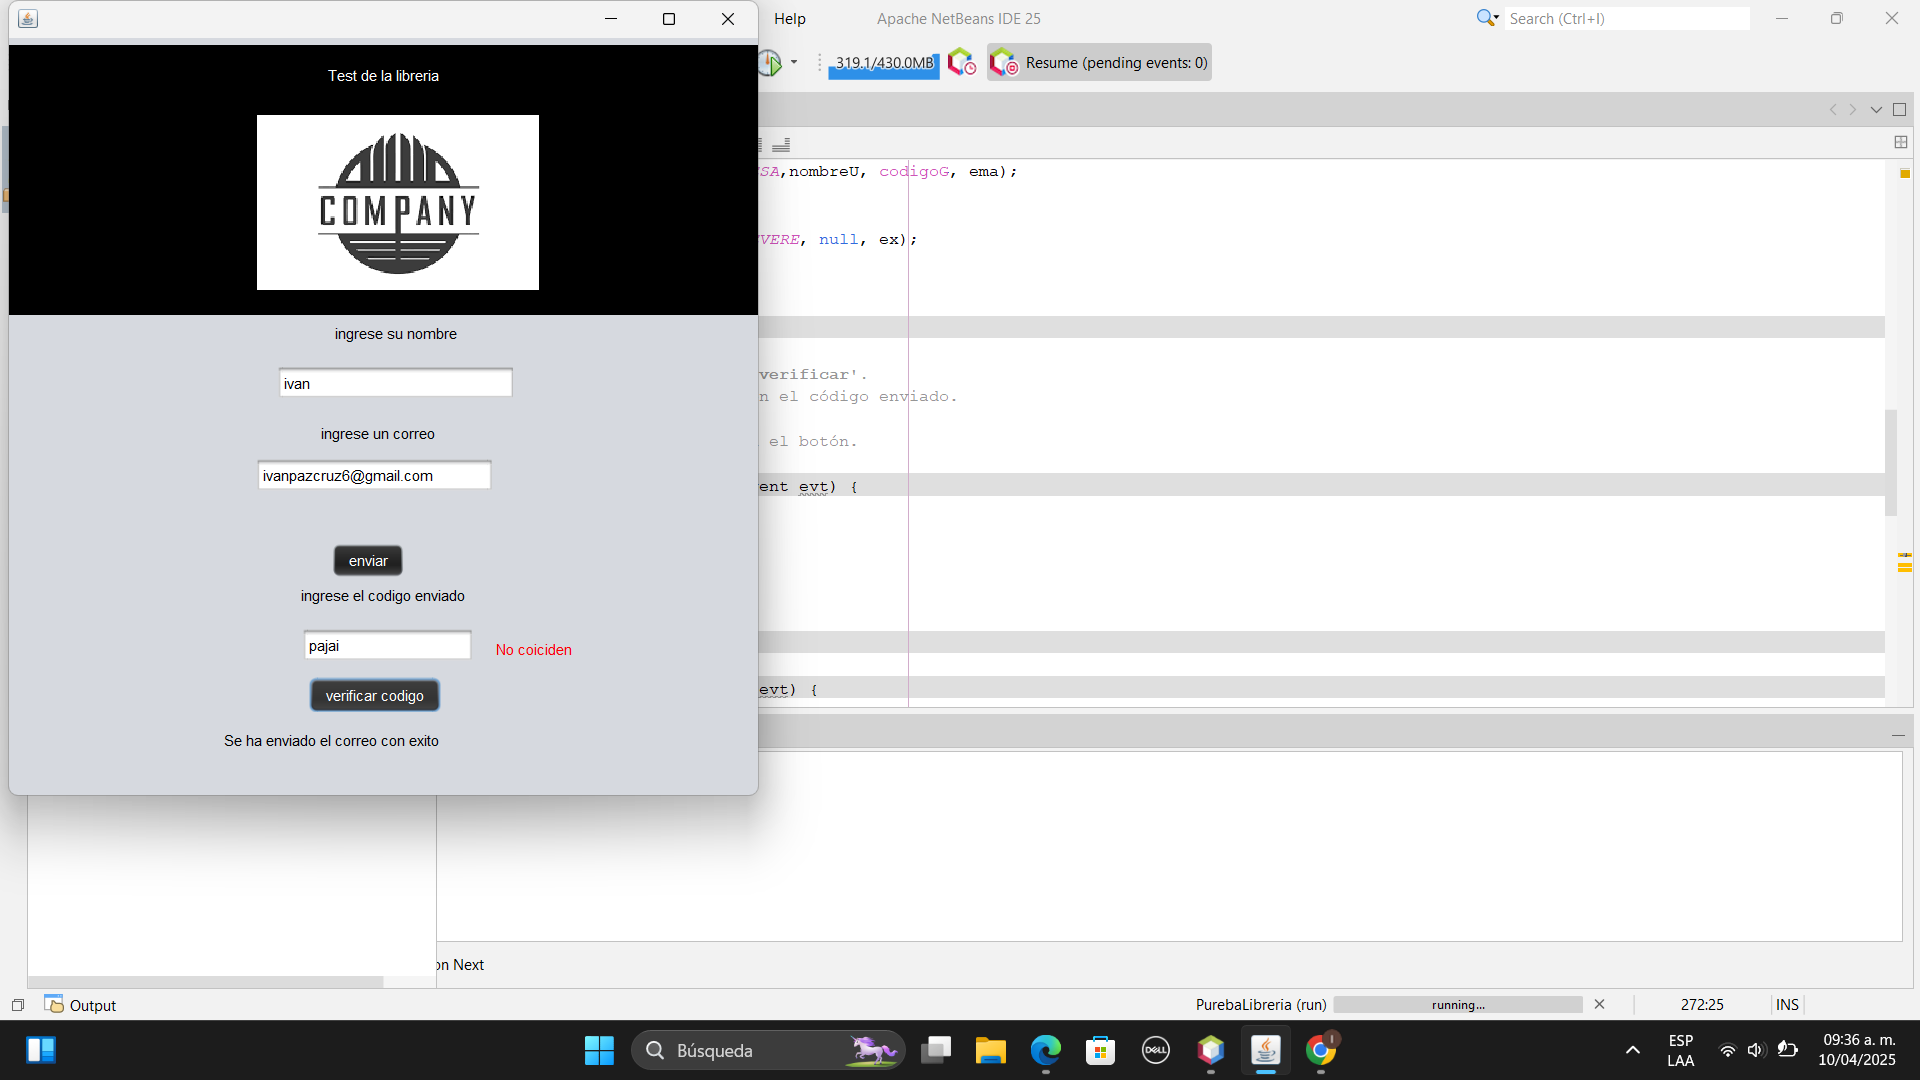 Help
Apache NetBeans IDE 25
Search (Ctrl+I)
319.1/430.0MB
Resume (pending events: 0)
Test de la libreria
COMPANY
ingrese su nombre
ivan
ingrese un correo
ivanpazcruz6@gmail.com
enviar
ingrese el codigo enviado
pajai
No coiciden
verificar codigo
Se ha enviado el correo con exito
SA,nombreU, codigoG, ema);
VERE, null, ex);
verificar'.
n el código enviado.
el botón.
ent evt) {
evt) {
on Next
Output
PurebaLibreria (run)
running...
272:25
INS
Búsqueda
DELL
ESP
LAA
09:36 a. m.
10/04/2025